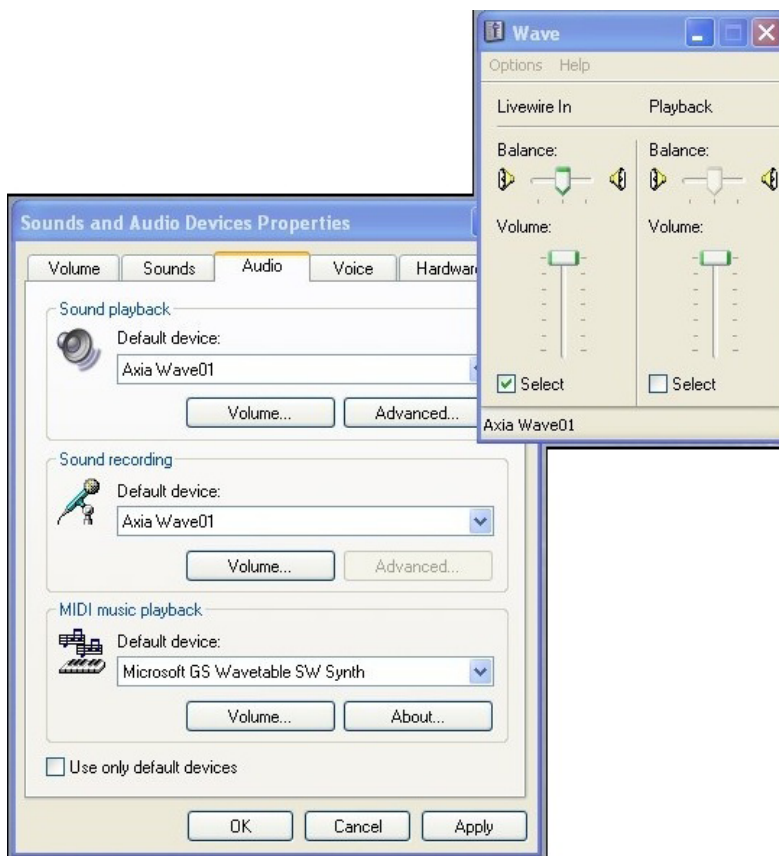 Wave
Options Help
Livewire In Playback
Balance: Balance:
Volume: Volume:
Select Select
Axia Wave01
Sounds and Audio Devices Properties
Volume Sounds Audio Voice Hardwar
Sound playback
Default device:
Axia Wave01
Volume... Advanced...
Sound recording
Default device:
Axia Wave01
Volume... Advanced...
MIDI music playback
Default device:
Microsoft GS Wavetable SW Synth
Volume... About...
Use only default devices
OK Cancel Apply